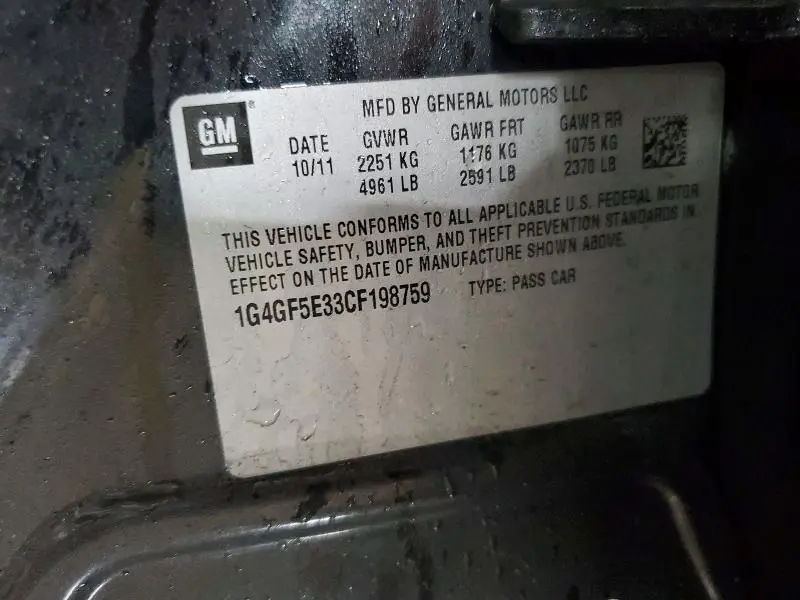 MFD BY GENERAL MOTORS LLC
GM®
DATE GVWR GAWR FRT GAWR RR
10/11 2251 KG 1176 KG 1075 KG
4961 LB 2591 LB 2370 LB
THIS VEHICLE CONFORMS TO ALL APPLICABLE U.S. FEDERAL MOTOR
VEHICLE SAFETY, BUMPER, AND THEFT PREVENTION STANDARDS IN
EFFECT ON THE DATE OF MANUFACTURE SHOWN ABOVE.
1G4GF5E33CF198759 TYPE: PASS CAR